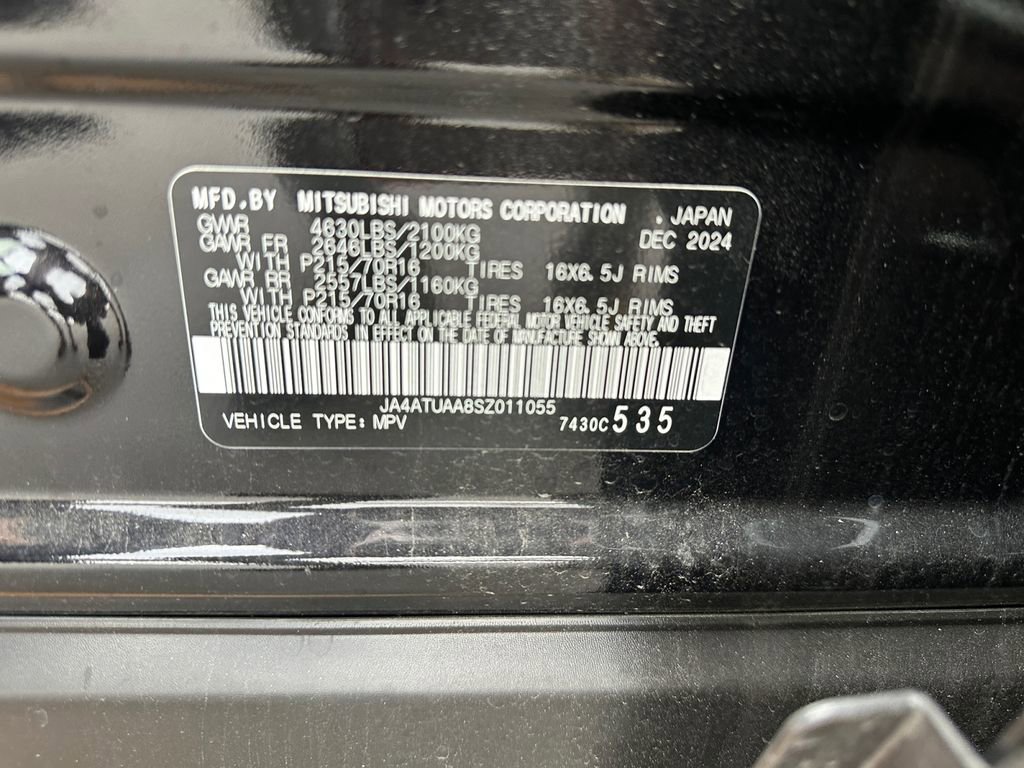 MFD.BY MITSUBISHI MOTORS CORPORATION . JAPAN
GVWR 4630LBS/2100KG DEC 2024
GAWR FR 2646LBS/1200KG
WITH P215/70R16 TIRES 16X6.5J RIMS
GAWR RR 2557LBS/1160KG
WITH P215/70R16 TIRES 16X6.5J RIMS
THIS VEHICLE CONFORMS TO ALL APPLICABLE FEDERAL MOTOR VEHICLE SAFETY AND THEFT
PREVENTION STANDARDS IN EFFECT ON THE DATE OF MANUFACTURE SHOWN ABOVE.
JA4ATUAA8SZ011055
VEHICLE TYPE: MPV 7430C 535